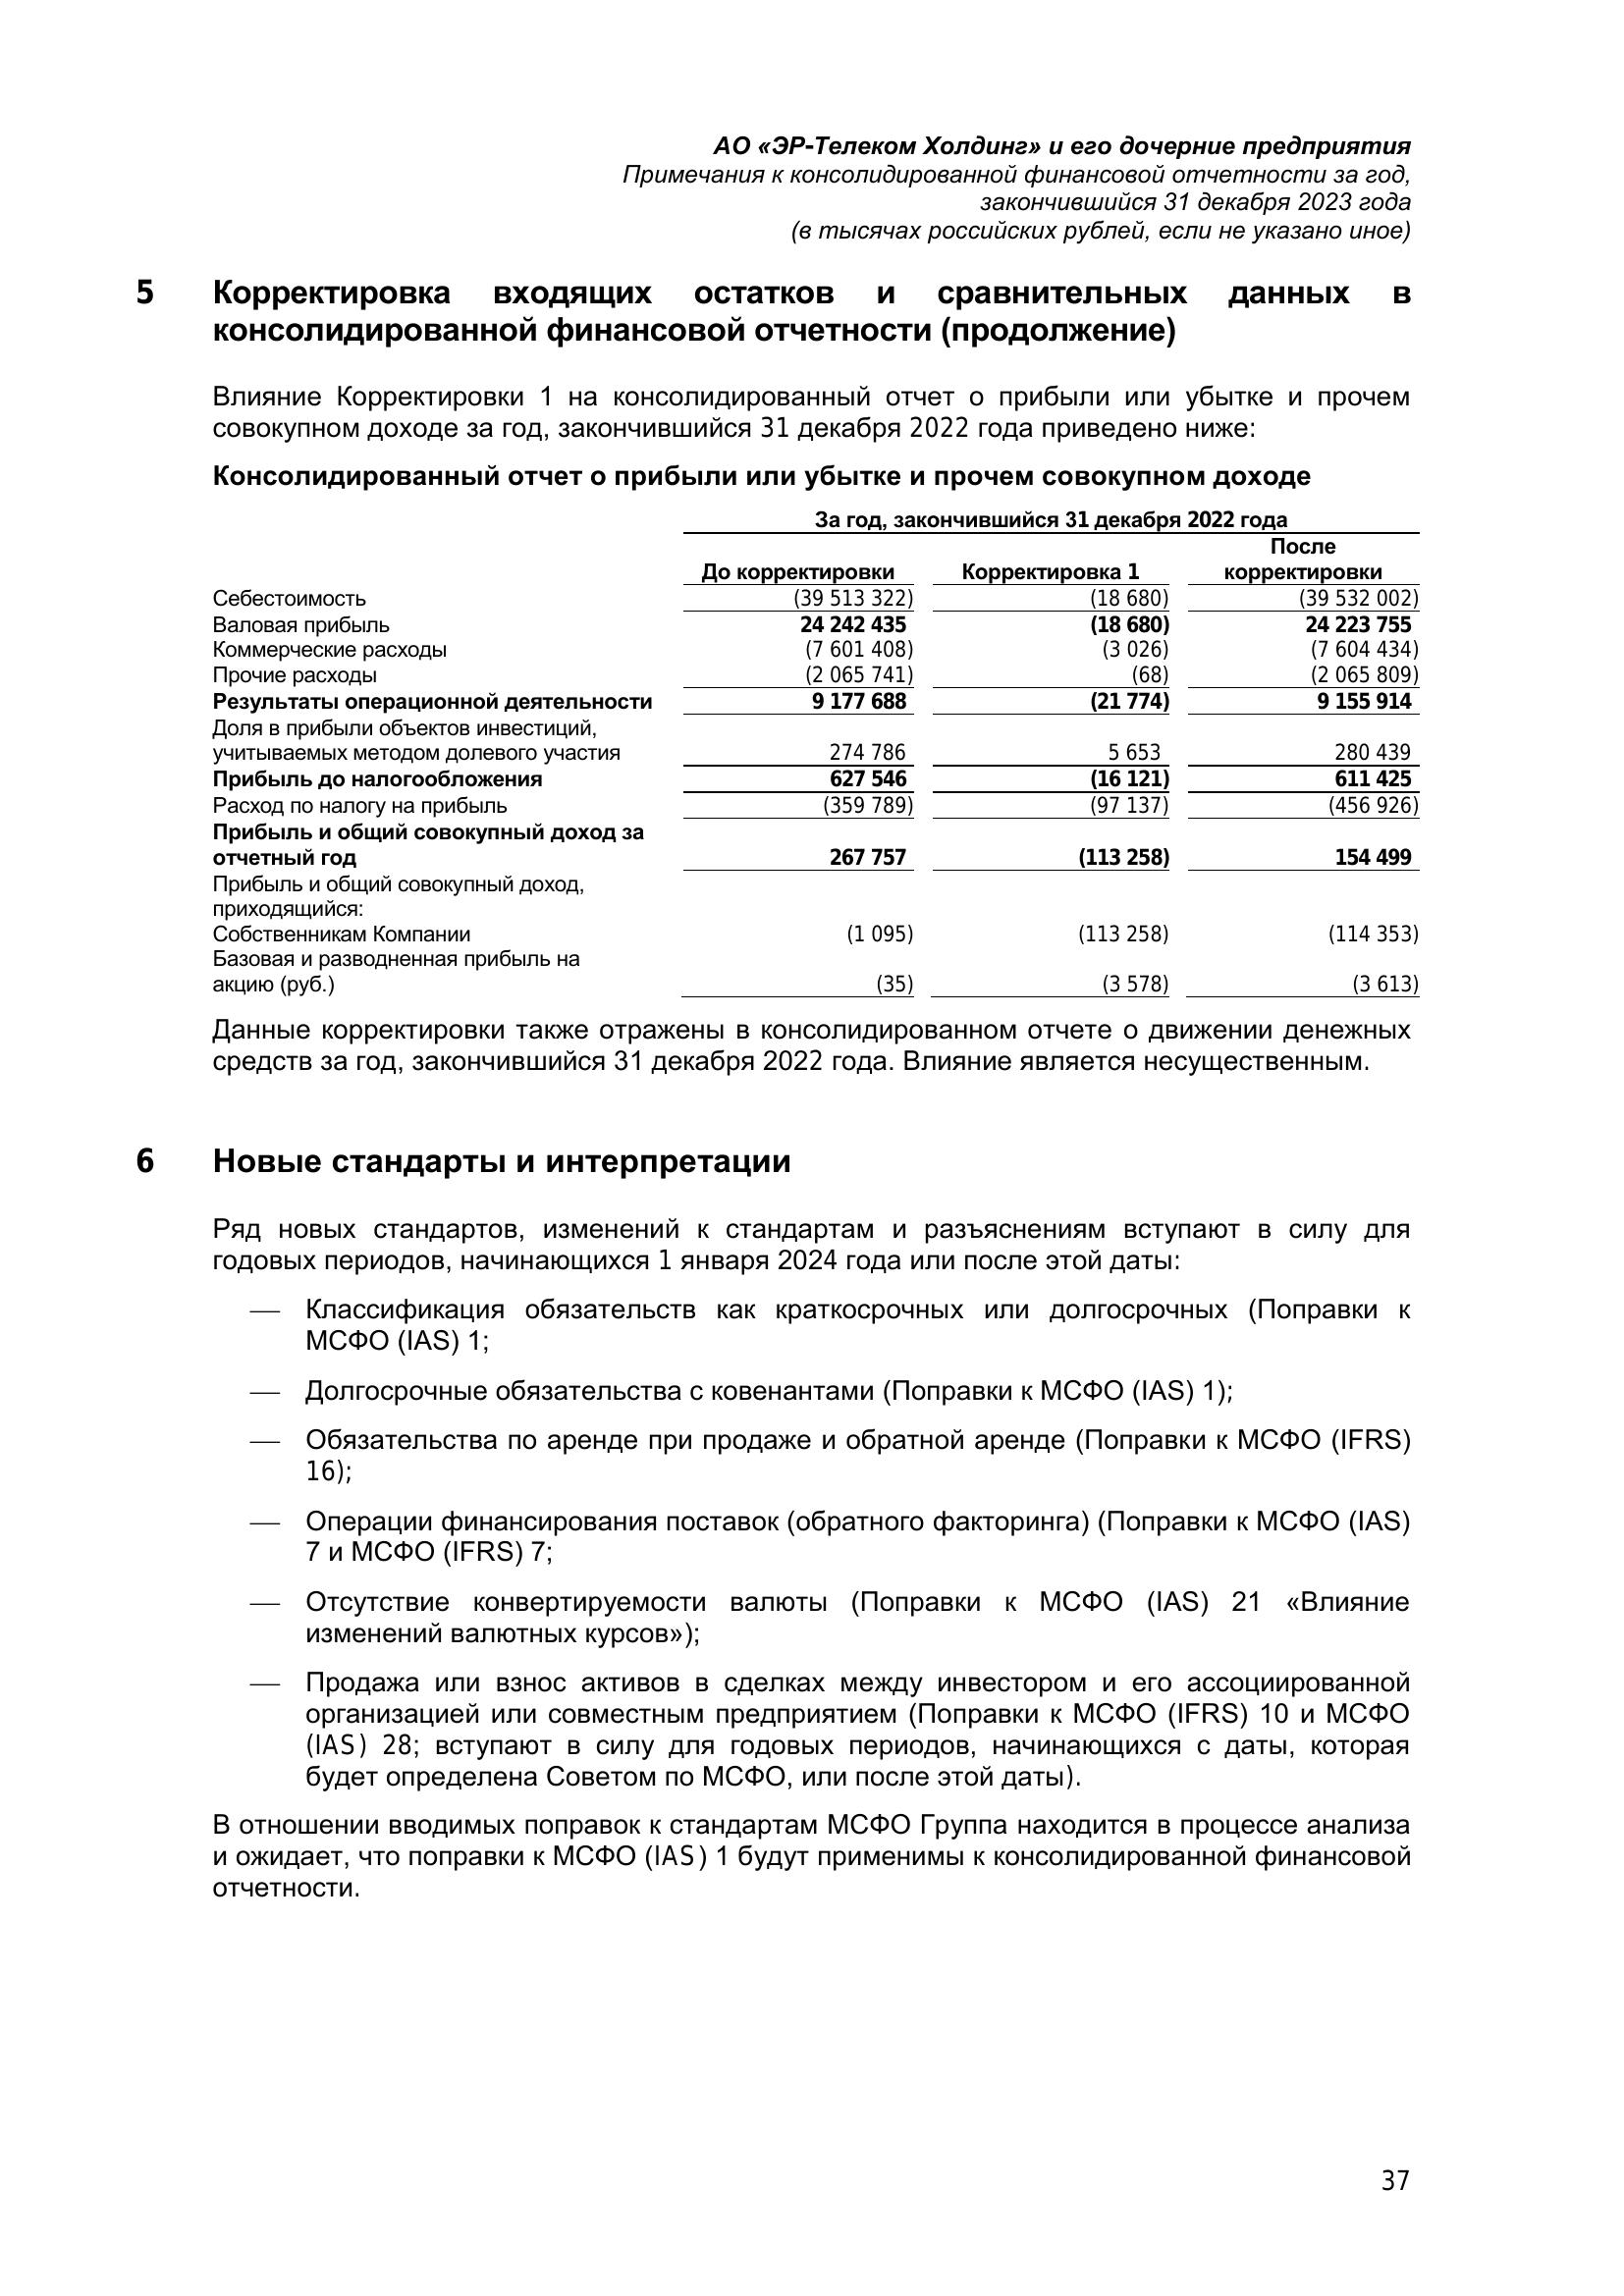 АО «ЭР-Телеком Холдинг» и его дочерние предприятия
Примечания к консолидированной финансовой отчетности за год,
закончившийся 31 декабря 2023 года
(в тысячах российских рублей, если не указано иное)
5 Корректировка входящих остатков и сравнительных данных в
консолидированной финансовой отчетности (продолжение)
Влияние Корректировки 1 на консолидированный отчет о прибыли или убытке и прочем
совокупном доходе за год, закончившийся 31 декабря 2022 года приведено ниже:
Консолидированный отчет о прибыли или убытке и прочем совокупном доходе
За год, закончившийся 31 декабря 2022 года
После
До корректировки Корректировка 1 корректировки
Себестоимость (39 513 322) (18 680) (39 532 002)
Валовая прибыль 24 242 435 (18 680) 24 223 755
Коммерческие расходы (7 601 408) (3 026) (7 604 434)
Прочие расходы (2 065 741) (68) (2 065 809)
Результаты операционной деятельности 9 177 688 (21 774) 9 155 914
Доля в прибыли объектов инвестиций,
учитываемых методом долевого участия 274 786 5 653 280 439
Прибыль до налогообложения 627 546 (16 121) 611 425
Расход по налогу на прибыль (359 789) (97 137) (456 926)
Прибыль и общий совокупный доход за
отчетный год 267 757 (113 258) 154 499
Прибыль и общий совокупный доход,
приходящийся:
Собственникам Компании (1 095) (113 258) (114 353)
Базовая и разводненная прибыль на
акцию (руб.) (35) (3 578) (3 613)
Данные корректировки также отражены в консолидированном отчете о движении денежных
средств за год, закончившийся 31 декабря 2022 года. Влияние является несущественным.
6 Новые стандарты и интерпретации
Ряд новых стандартов, изменений к стандартам и разъяснениям вступают в силу для
годовых периодов, начинающихся 1 января 2024 года или после этой даты:
— Классификация обязательств как краткосрочных или долгосрочных (Поправки к
МСФО (IAS) 1;
— Долгосрочные обязательства с ковенантами (Поправки к МСФО (IAS) 1);
— Обязательства по аренде при продаже и обратной аренде (Поправки к МСФО (IFRS)
16);
— Операции финансирования поставок (обратного факторинга) (Поправки к МСФО (IAS)
7 и МСФО (IFRS) 7;
— Отсутствие конвертируемости валюты (Поправки к МСФО (IAS) 21 «Влияние
изменений валютных курсов»);
— Продажа или взнос активов в сделках между инвестором и его ассоциированной
организацией или совместным предприятием (Поправки к МСФО (IFRS) 10 и МСФО
(IAS) 28; вступают в силу для годовых периодов, начинающихся с даты, которая
будет определена Советом по МСФО, или после этой даты).
В отношении вводимых поправок к стандартам МСФО Группа находится в процессе анализа
и ожидает, что поправки к МСФО (IAS) 1 будут применимы к консолидированной финансовой
отчетности.
37